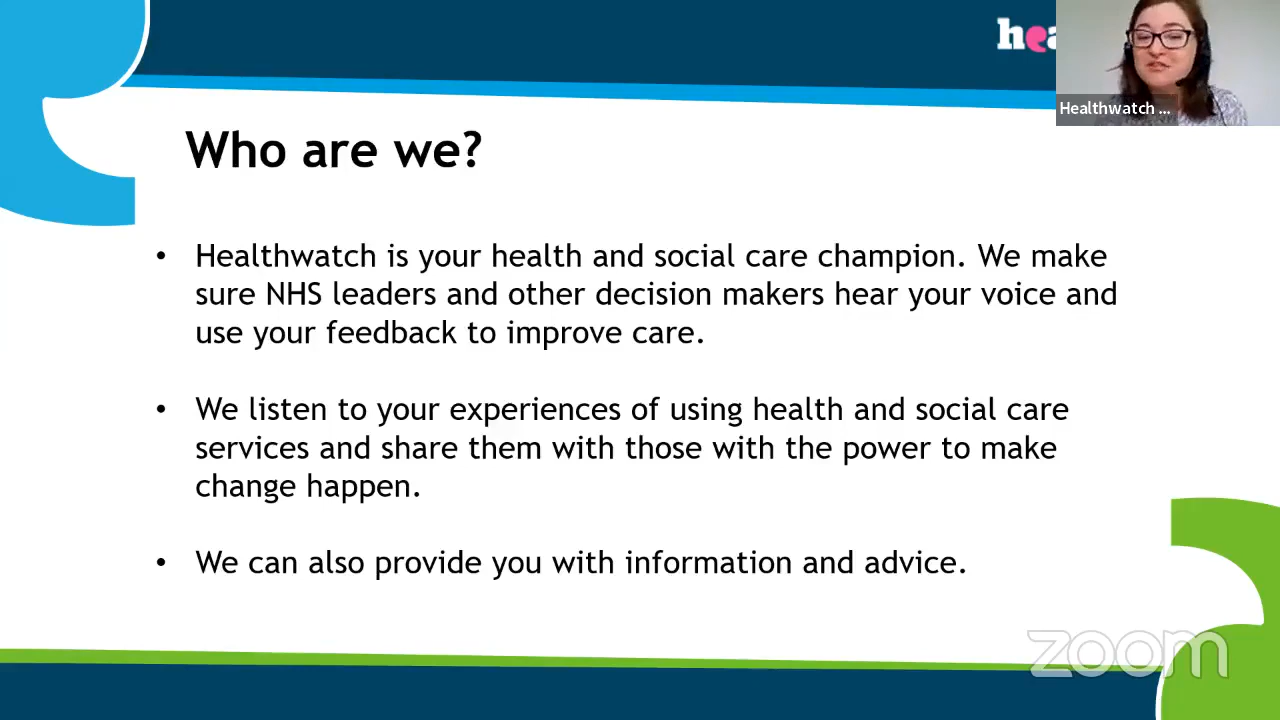 Healthwatch ...
Who are we?
• Healthwatch is your health and social care champion. We make
sure NHS leaders and other decision makers hear your voice and
use your feedback to improve care.
• We listen to your experiences of using health and social care
services and share them with those with the power to make
change happen.
• We can also provide you with information and advice.
zoom